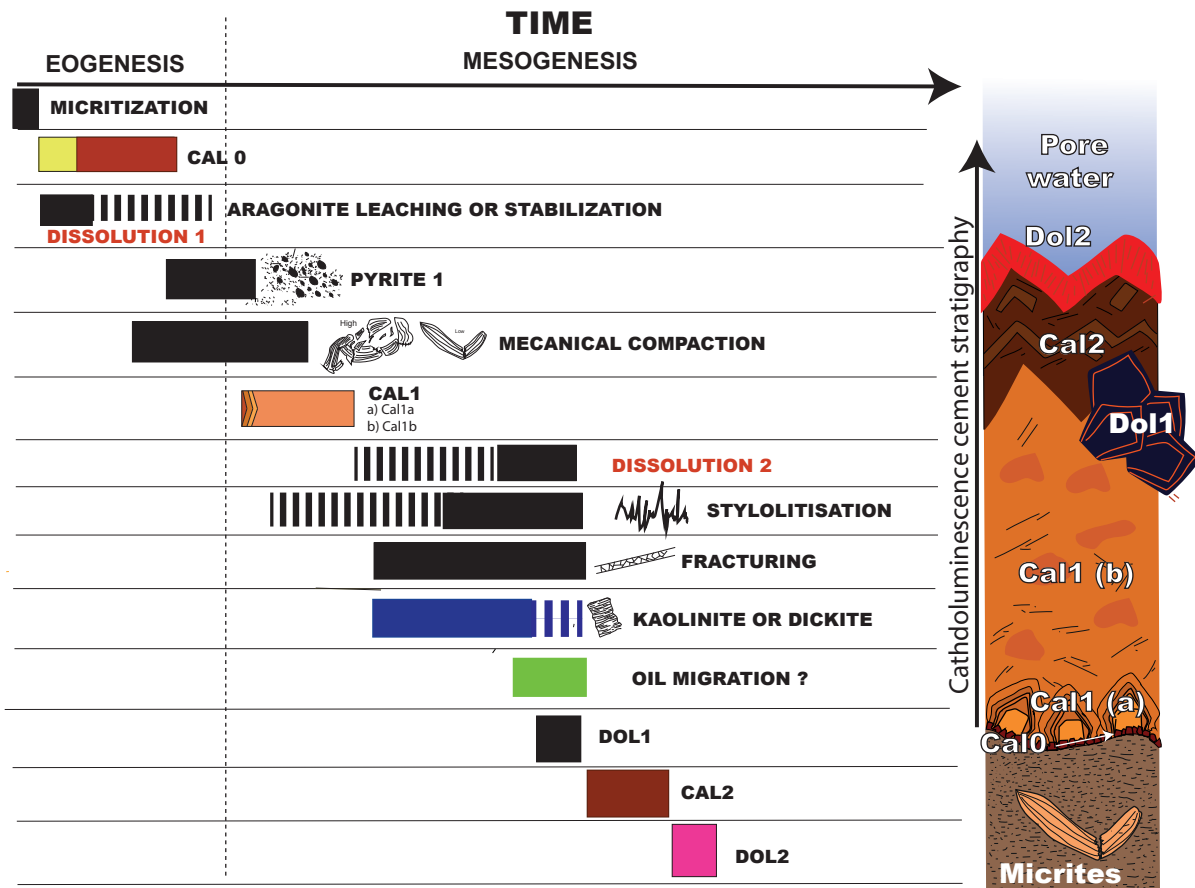 TIME
EOGENESIS
MESOGENESIS
MICRITIZATION
CAL 0
ARAGONITE LEACHING OR STABILIZATION
DISSOLUTION 1
PYRITE 1
High
Low
MECANICAL COMPACTION
CAL1
a) Cal1a
b) Cal1b
DISSOLUTION 2
STYLOLITISATION
FRACTURING
KAOLINITE OR DICKITE
OIL MIGRATION ?
DOL1
CAL2
DOL2
Cathdoluminescence cement stratigraphy
Pore
water
Dol2
Cal2
Dol1
Cal1 (b)
Cal1 (a)
Cal0
Micrites